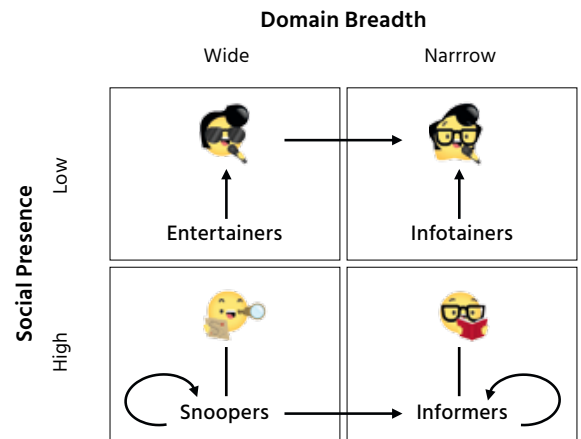 Domain Breadth
Wide Narrrow
Social Presence
Low
Entertainers Infotainers
High
Snoopers Informers